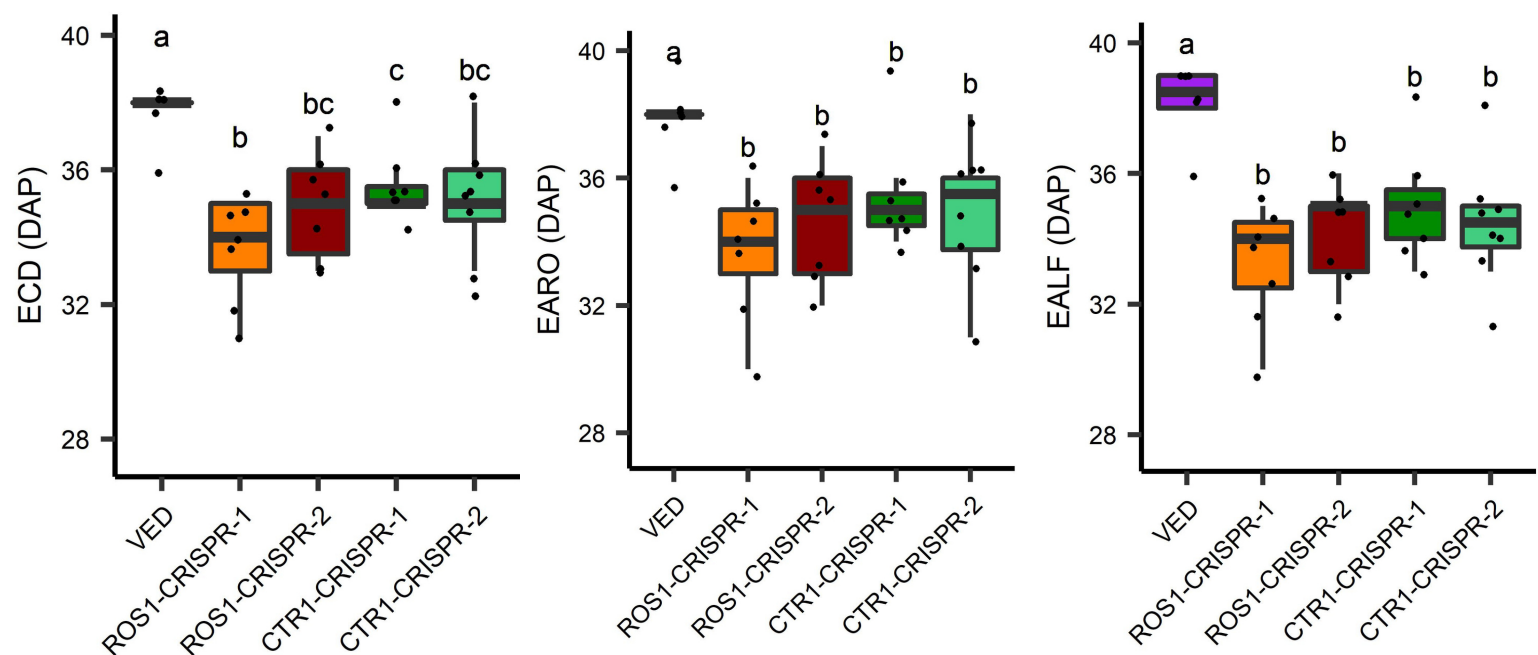 ECD (DAP)
40
36
32
28
a
b
bc
c
bc
VED
ROS1-CRISPR-1
ROS1-CRISPR-2
CTR1-CRISPR-1
CTR1-CRISPR-2
EARO (DAP)
40
36
32
28
a
b
b
b
b
VED
ROS1-CRISPR-1
ROS1-CRISPR-2
CTR1-CRISPR-1
CTR1-CRISPR-2
EALF (DAP)
40
36
32
28
a
b
b
b
b
VED
ROS1-CRISPR-1
ROS1-CRISPR-2
CTR1-CRISPR-1
CTR1-CRISPR-2